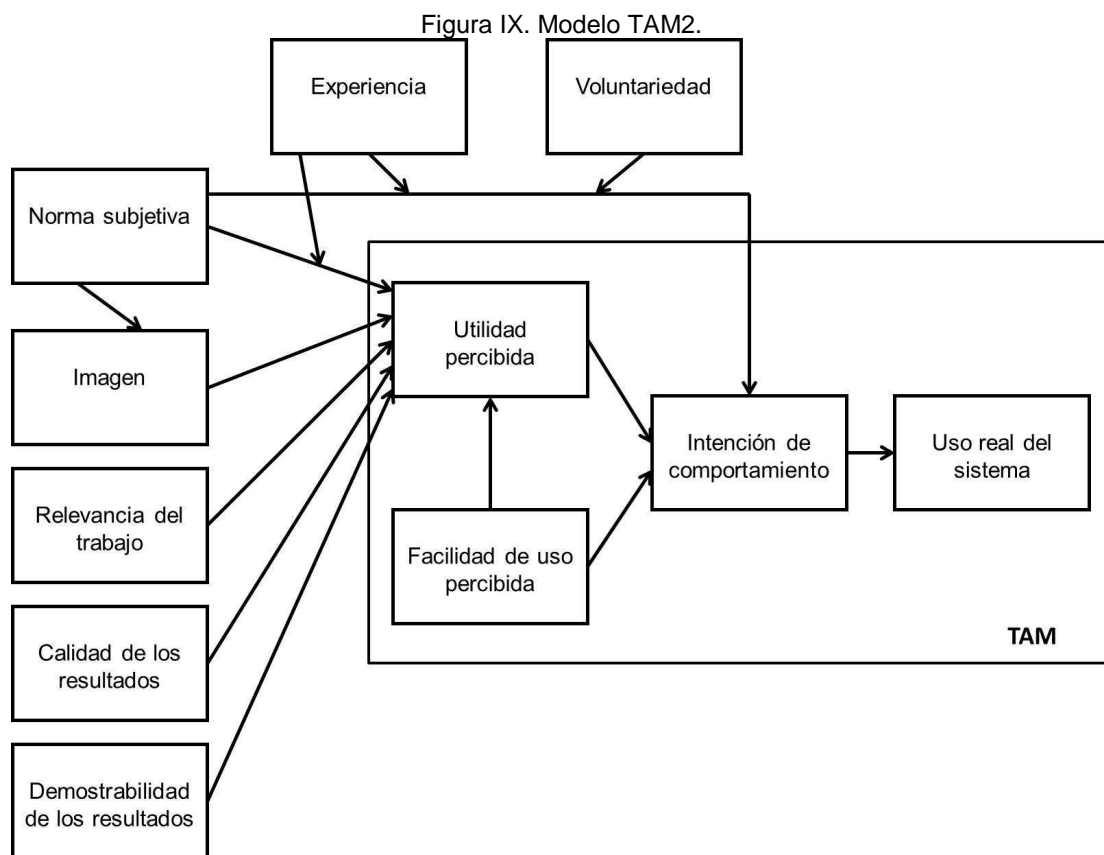 Figura IX. Modelo TAM2.
Experiencia
Voluntariedad
Norma subjetiva
Imagen
Utilidad
percibida
Intención de
comportamiento
Uso real del
sistema
Relevancia del
trabajo
Facilidad de uso
percibida
Calidad de los
resultados
TAM
Demostrabilidad
de los resultados